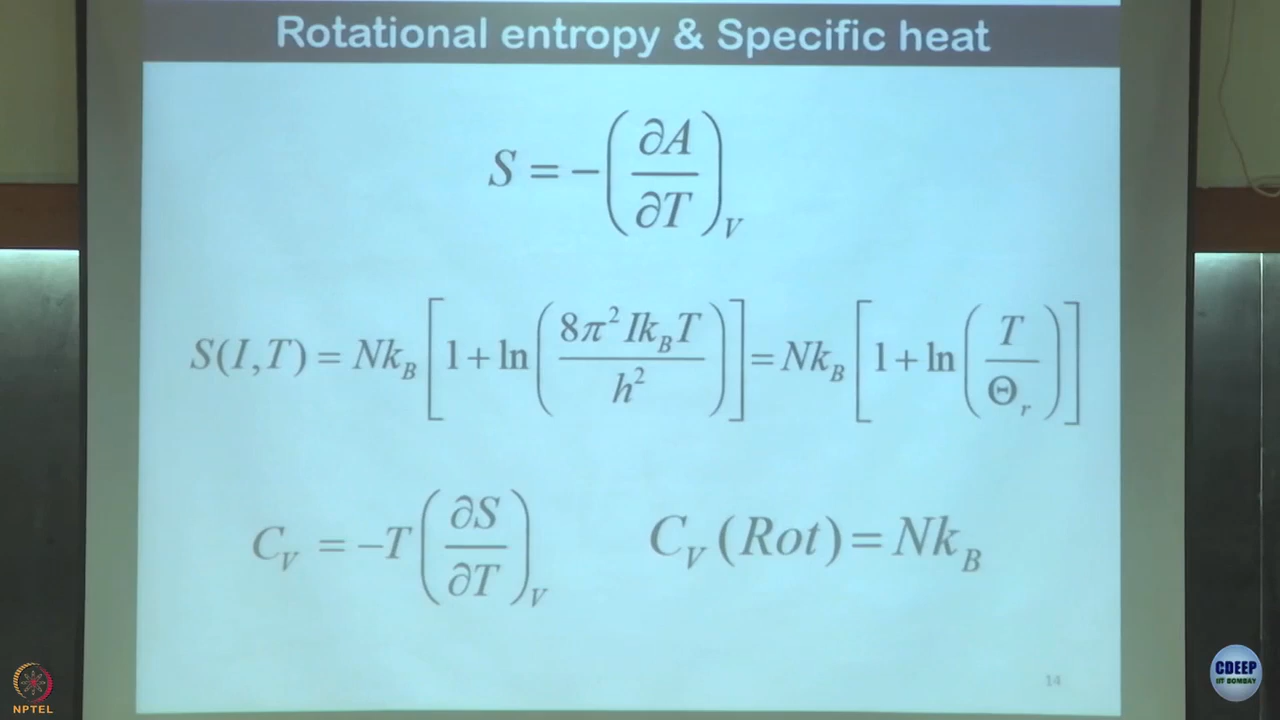 Rotational entropy & Specific heat
S = −(∂A/∂T)_V
S(I,T) = Nk_B [1 + ln(8π²Ik_BT/h²)] = Nk_B [1 + ln(T/Θ_r)]
C_V = −T(∂S/∂T)_V C_V(Rot) = Nk_B
14
NPTEL
CDEEP
IIT BOMBAY